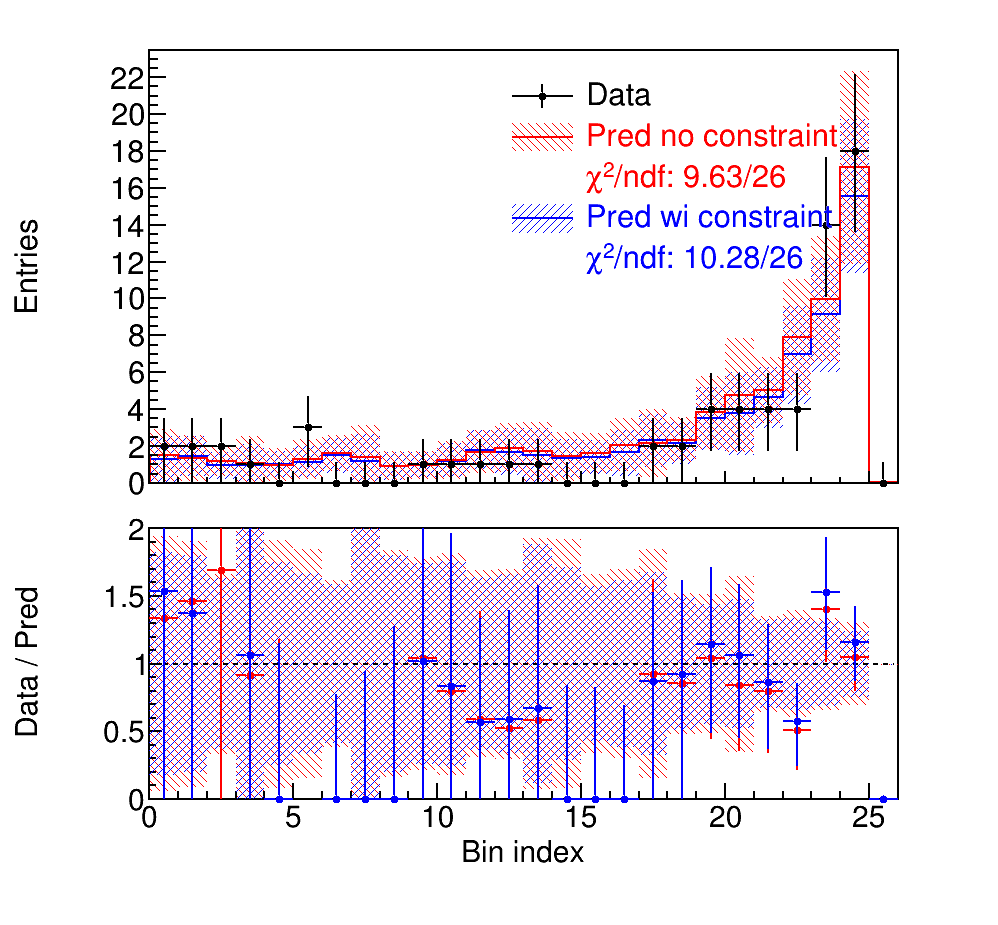 Entries
22
20
18
16
14
12
10
8
6
4
2
0
Data
Pred no constraint
χ²/ndf: 9.63/26
Pred wi constraint
χ²/ndf: 10.28/26
Data / Pred
2
1.5
1
0.5
0
0 5 10 15 20 25
Bin index